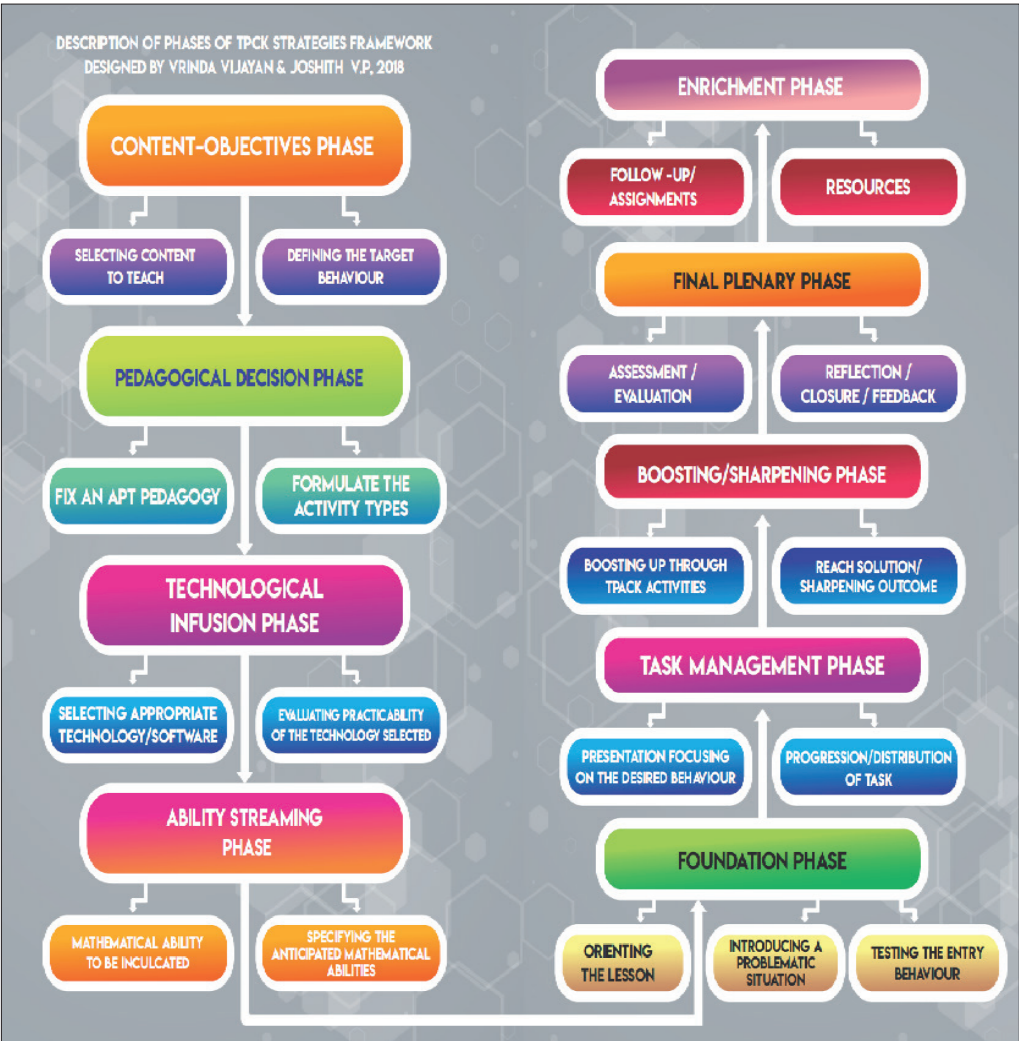 DESCRIPTION OF PHASES OF TPCK STRATEGIES FRAMEWORK
DESIGNED BY VRINDA VIJAYAN & JOSHITH V.P, 2018
CONTENT-OBJECTIVES PHASE
SELECTING CONTENT
TO TEACH
DEFINING THE TARGET
BEHAVIOUR
PEDAGOGICAL DECISION PHASE
FIX AN APT PEDAGOGY
FORMULATE THE
ACTIVITY TYPES
TECHNOLOGICAL
INFUSION PHASE
SELECTING APPROPRIATE
TECHNOLOGY/SOFTWARE
EVALUATING PRACTICABILITY
OF THE TECHNOLOGY SELECTED
ABILITY STREAMING
PHASE
MATHEMATICAL ABILITY
TO BE INCULCATED
SPECIFYING THE
ANTICIPATED MATHEMATICAL
ABILITIES
ENRICHMENT PHASE
FOLLOW -UP/
ASSIGNMENTS
RESOURCES
FINAL PLENARY PHASE
ASSESSMENT /
EVALUATION
REFLECTION /
CLOSURE / FEEDBACK
BOOSTING/SHARPENING PHASE
BOOSTING UP THROUGH
TPACK ACTIVITIES
REACH SOLUTION/
SHARPENING OUTCOME
TASK MANAGEMENT PHASE
PRESENTATION FOCUSING
ON THE DESIRED BEHAVIOUR
PROGRESSION/DISTRIBUTION
OF TASK
FOUNDATION PHASE
ORIENTING
THE LESSON
INTRODUCING A
PROBLEMATIC
SITUATION
TESTING THE ENTRY
BEHAVIOUR